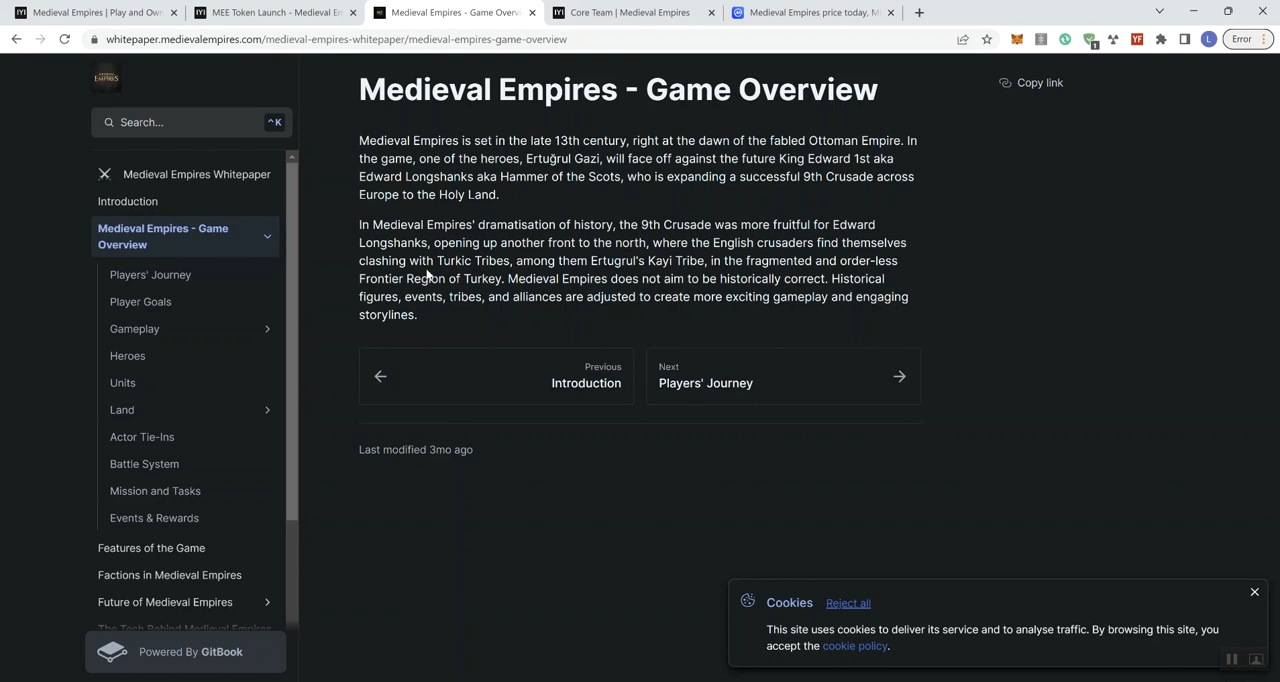 Medieval Empires | Play and Own
MEE Token Launch - Medieval En
Medieval Empires - Game Overv
Core Team | Medieval Empires
Medieval Empires price today, M
whitepaper.medievalempires.com/medieval-empires-whitepaper/medieval-empires-game-overview
1
YF
L
Error
EMPIRES
Search...
^K
Medieval Empires Whitepaper
Introduction
Medieval Empires - Game
Overview
Players' Journey
Player Goals
Gameplay
Heroes
Units
Land
Actor Tie-Ins
Battle System
Mission and Tasks
Events & Rewards
Features of the Game
Factions in Medieval Empires
Future of Medieval Empires
The Tech Behind Medieval Empires
Powered By GitBook
Medieval Empires - Game Overview
Copy link
Medieval Empires is set in the late 13th century, right at the dawn of the fabled Ottoman Empire. In
the game, one of the heroes, Ertuğrul Gazi, will face off against the future King Edward 1st aka
Edward Longshanks aka Hammer of the Scots, who is expanding a successful 9th Crusade across
Europe to the Holy Land.
In Medieval Empires' dramatisation of history, the 9th Crusade was more fruitful for Edward
Longshanks, opening up another front to the north, where the English crusaders find themselves
clashing with Turkic Tribes, among them Ertugrul's Kayi Tribe, in the fragmented and order-less
Frontier Region of Turkey. Medieval Empires does not aim to be historically correct. Historical
figures, events, tribes, and alliances are adjusted to create more exciting gameplay and engaging
storylines.
Previous
Introduction
Next
Players' Journey
Last modified 3mo ago
Cookies Reject all
This site uses cookies to deliver its service and to analyse traffic. By browsing this site, you
accept the cookie policy.